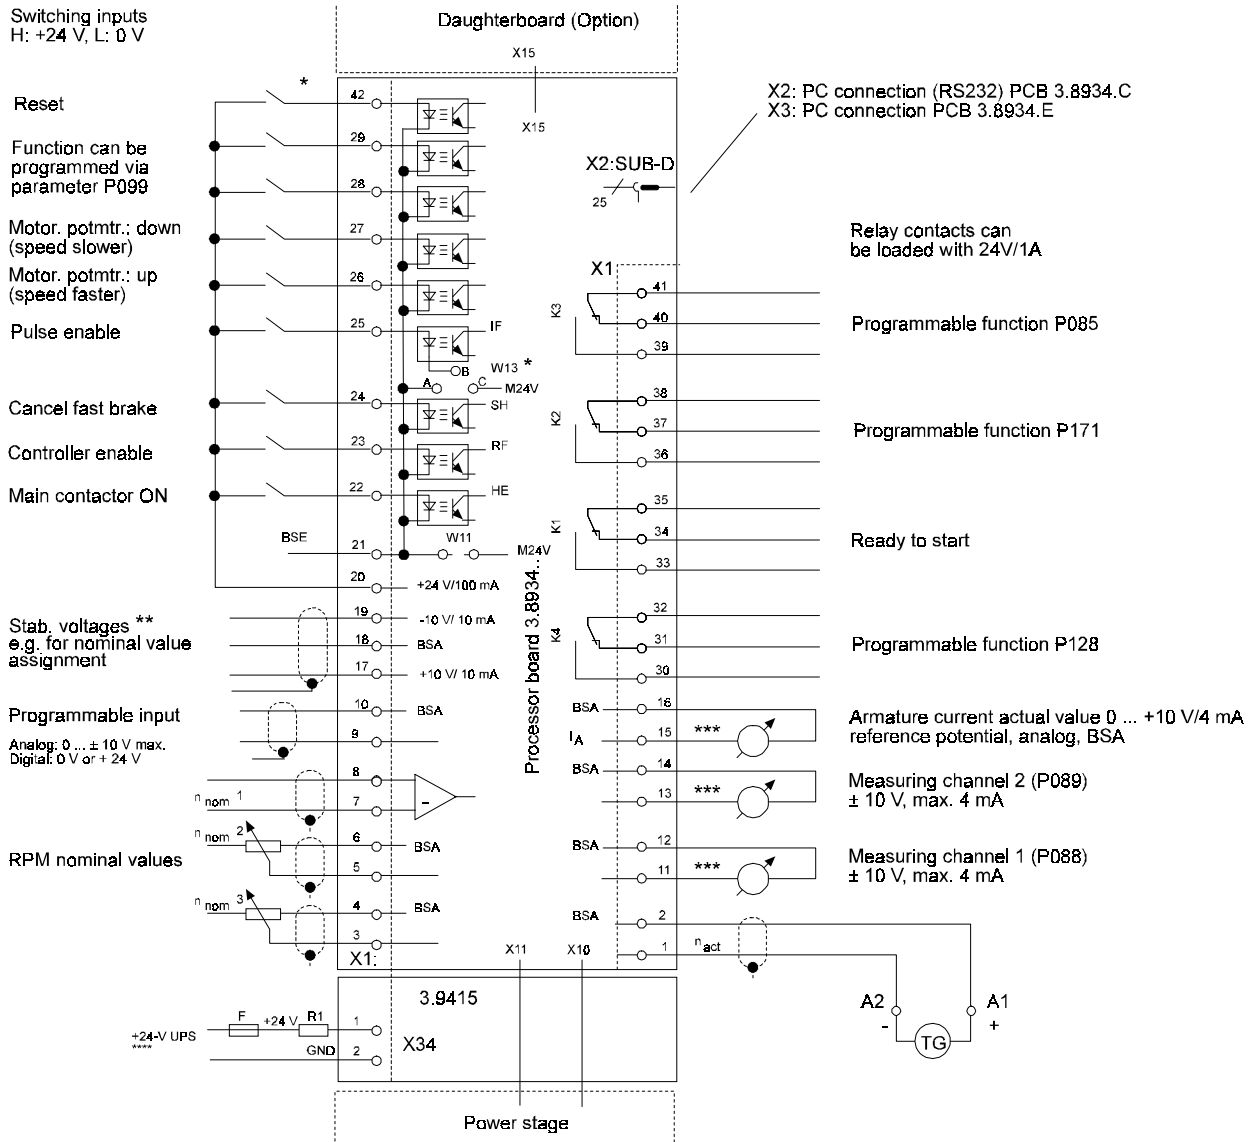 Switching inputs
H: +24 V, L: 0 V
Daughterboard (Option)
X15
X15
X2: PC connection (RS232) PCB 3.8934.C
X3: PC connection PCB 3.8934.E
*
Reset
42
Function can be
programmed via
parameter P099
29
28
X2:SUB-D
25
Motor. potmtr.: down
(speed slower)
27
Motor. potmtr.: up
(speed faster)
26
Pulse enable
25
IF
B
W13 *
A
C
M24V
Cancel fast brake
24
SH
Controller enable
23
RF
Main contactor ON
22
HE
BSE
21
W11
M24V
20
+24 V/100 mA
Stab. voltages **
e.g. for nominal value
assignment
19
-10 V/ 10 mA
18
BSA
17
+10 V/ 10 mA
Programmable input
Analog: 0 ... ± 10 V max.
Digital: 0 V or + 24 V
10
BSA
9
8
n nom 1
7
-
RPM nominal values
n nom 2
6
BSA
5
n nom 3
4
BSA
3
X1:
Processor board 3.8934..
Relay contacts can
be loaded with 24V/1A
X1
K3
41
40
39
Programmable function P085
K2
38
37
36
Programmable function P171
K1
35
34
33
Ready to start
K4
32
31
30
Programmable function P128
BSA
16
IA
15
***
Armature current actual value 0 ... +10 V/4 mA
reference potential, analog, BSA
BSA
14
13
***
Measuring channel 2 (P089)
± 10 V, max. 4 mA
BSA
12
11
***
Measuring channel 1 (P088)
± 10 V, max. 4 mA
BSA
2
1
n act
X11
X10
A2
-
A1
+
TG
3.9415
X34
+24-V UPS
****
F
+24 V
R1
1
GND
2
Power stage